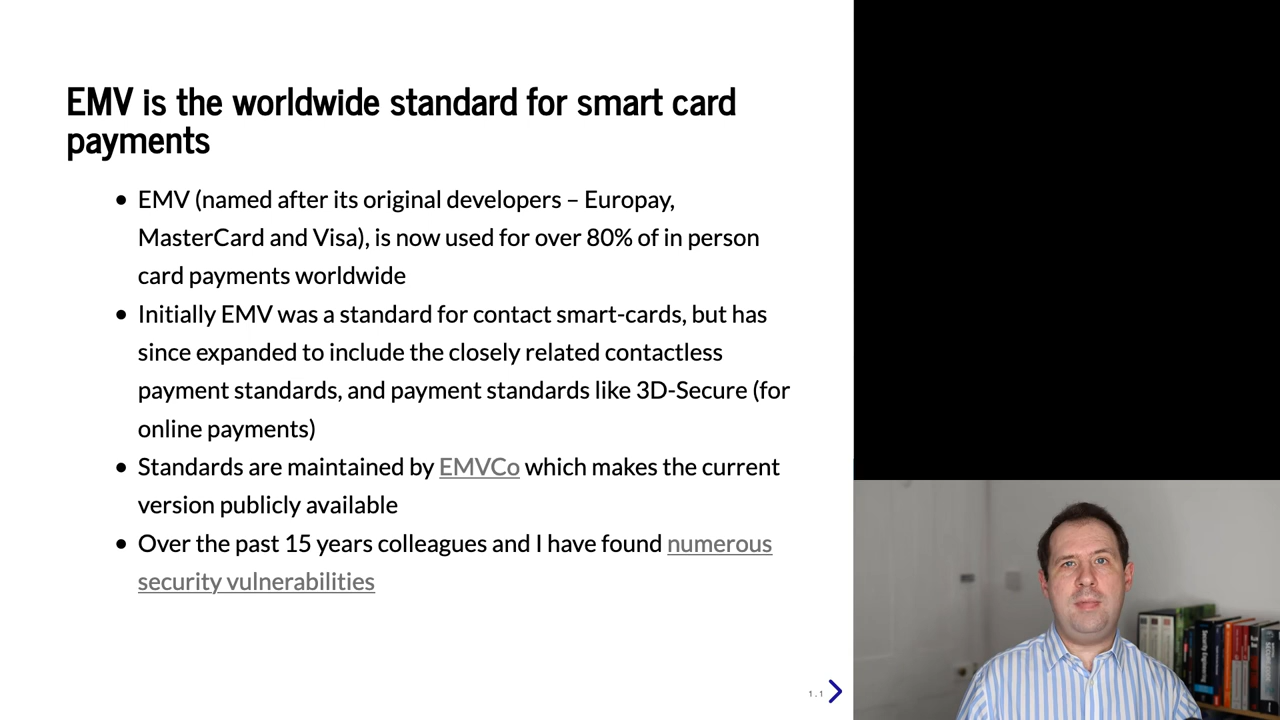 EMV is the worldwide standard for smart card
payments
• EMV (named after its original developers – Europay,
MasterCard and Visa), is now used for over 80% of in person
card payments worldwide
• Initially EMV was a standard for contact smart-cards, but has
since expanded to include the closely related contactless
payment standards, and payment standards like 3D-Secure (for
online payments)
• Standards are maintained by EMVCo which makes the current
version publicly available
• Over the past 15 years colleagues and I have found numerous
security vulnerabilities
1.1
Security Engineering